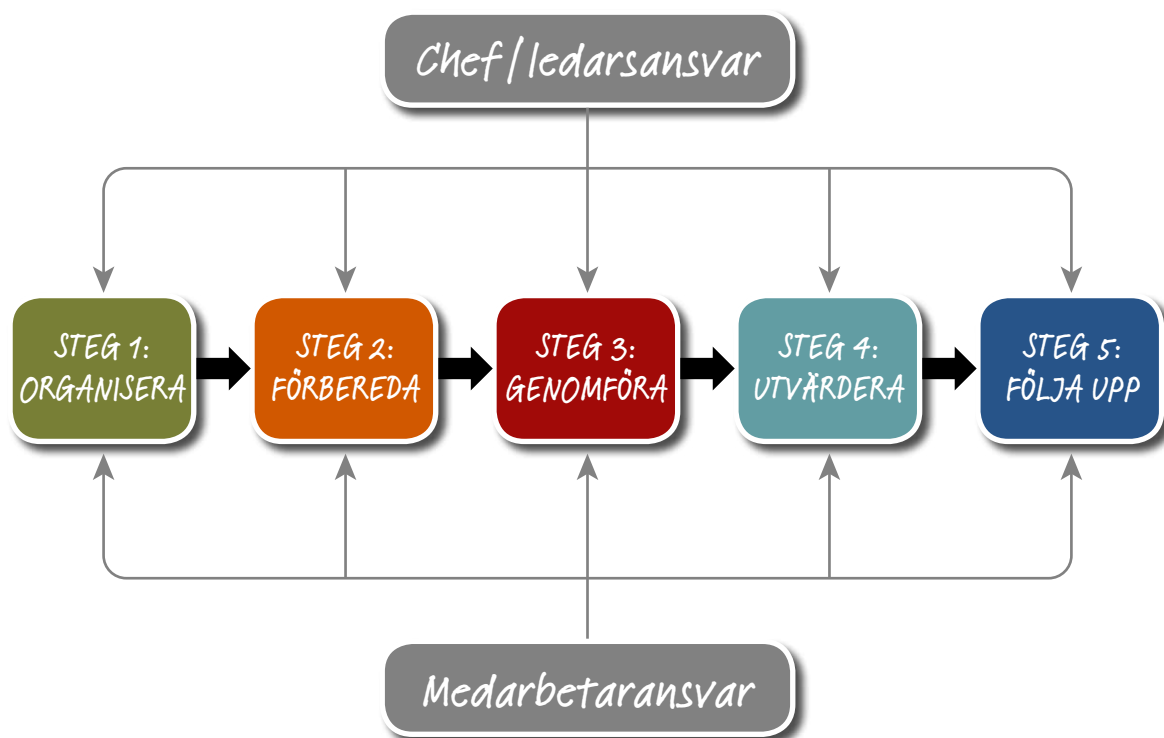 Chef/ledarsansvar
STEG 1:
ORGANISERA
STEG 2:
FÖRBEREDA
STEG 3:
GENOMFÖRA
STEG 4:
UTVÄRDERA
STEG 5:
FÖLJA UPP
Medarbetaransvar